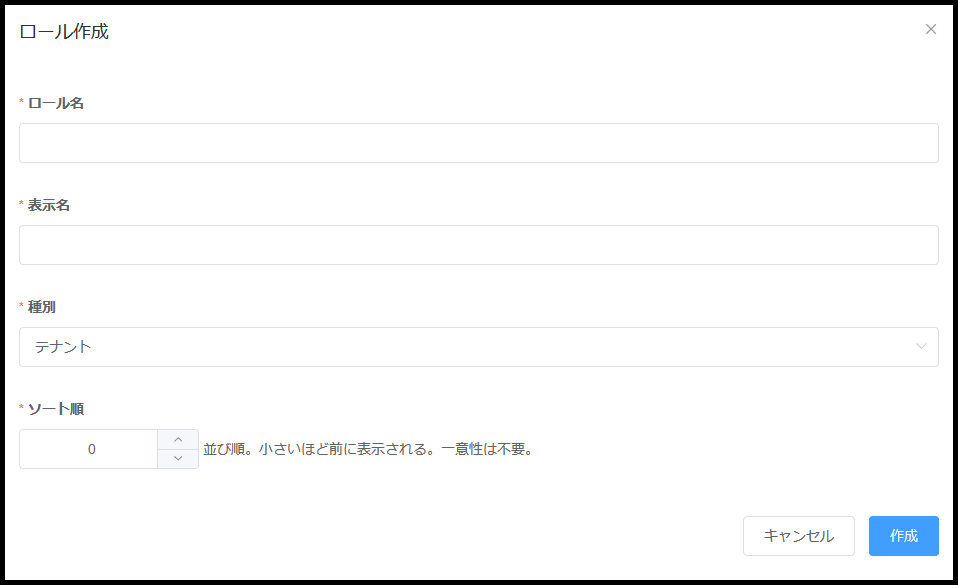 ロール作成
* ロール名
* 表示名
* 種別
テナント
* ソート順
0 並び順。小さいほど前に表示される。一意性は不要。
キャンセル 作成